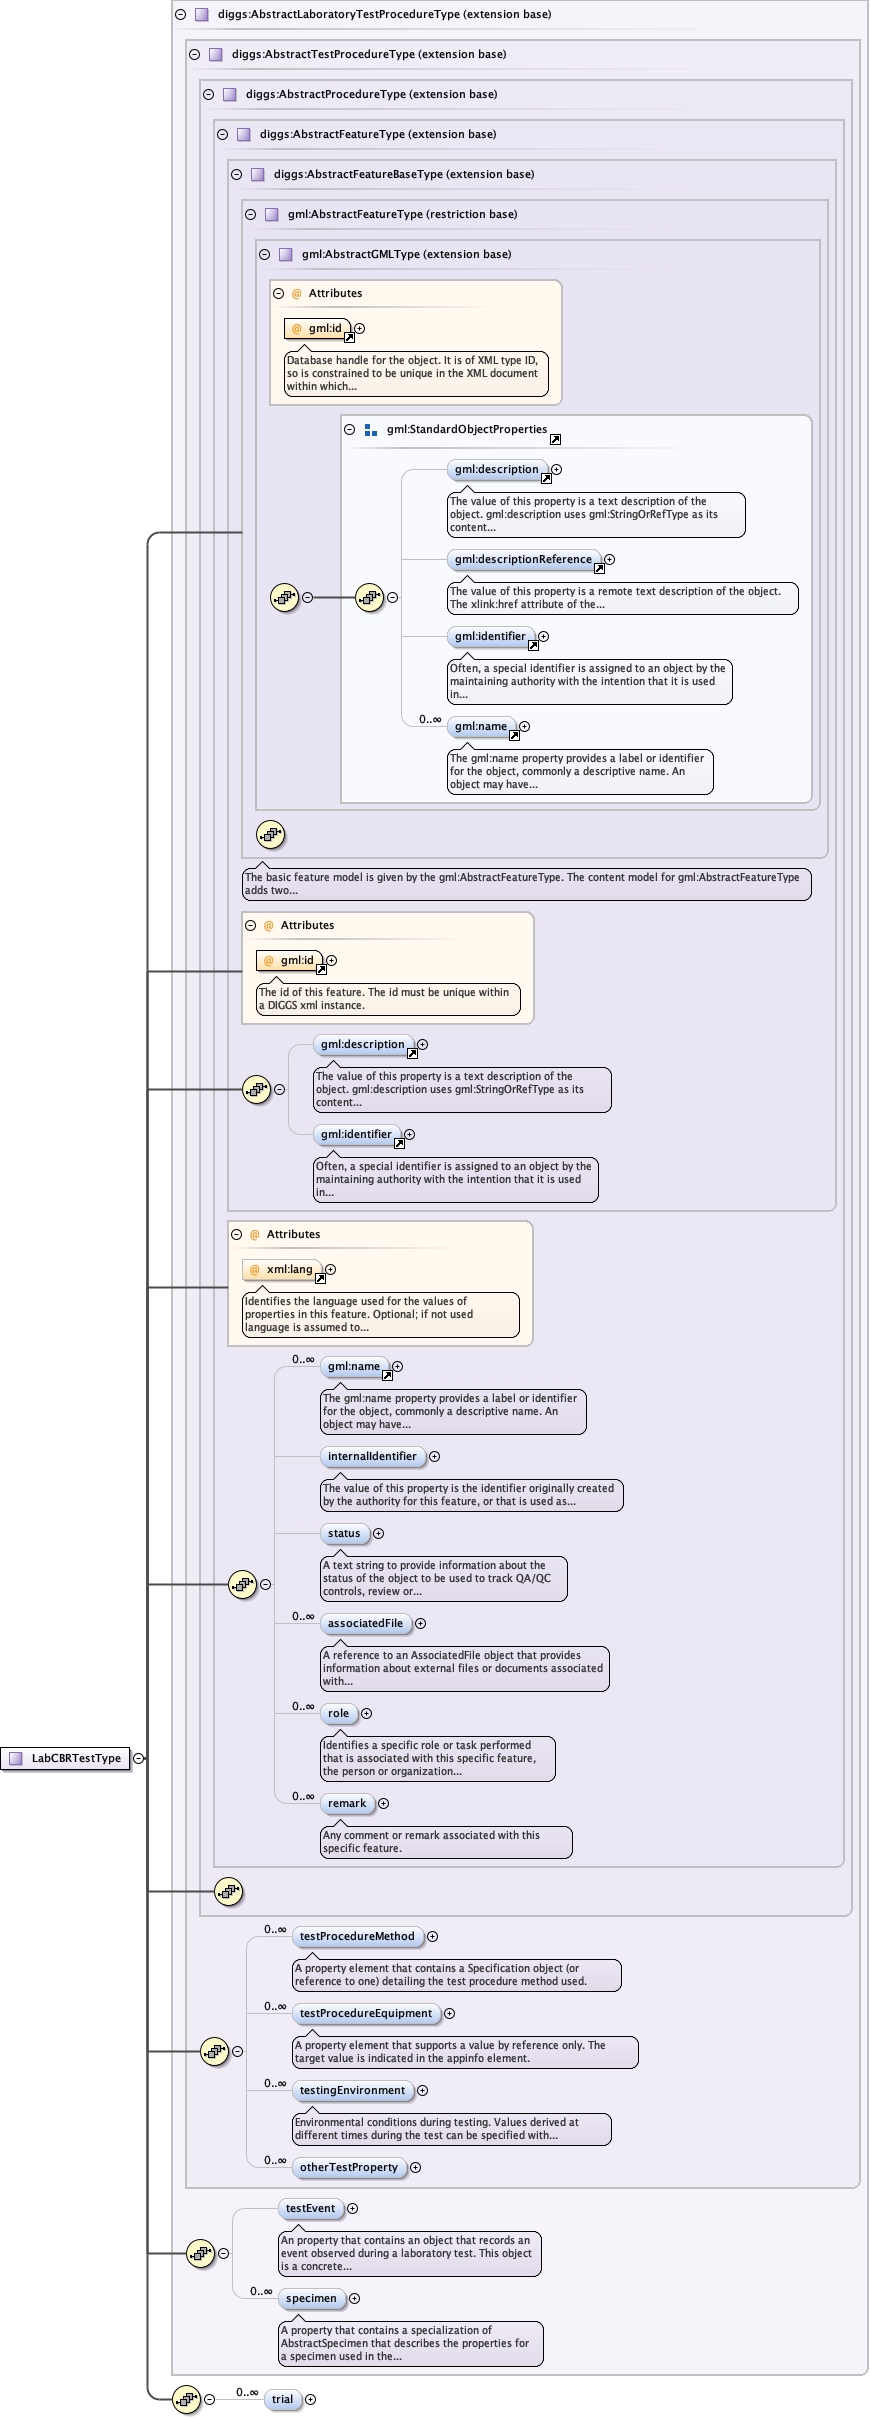 diggs:AbstractLaboratoryTestProcedureType (extension base)
diggs:AbstractTestProcedureType (extension base)
diggs:AbstractProcedureType (extension base)
diggs:AbstractFeatureType (extension base)
diggs:AbstractFeatureBaseType (extension base)
gml:AbstractFeatureType (restriction base)
gml:AbstractGMLType (extension base)
@ Attributes
@ gml:id
Database handle for the object. It is of XML type ID,
so is constrained to be unique in the XML document
within which...
gml:StandardObjectProperties
gml:description
The value of this property is a text description of the
object. gml:description uses gml:StringOrRefType as its
content...
gml:descriptionReference
The value of this property is a remote text description of the object.
The xlink:href attribute of the...
gml:identifier
Often, a special identifier is assigned to an object by the
maintaining authority with the intention that it is used
in...
0..∞
gml:name
The gml:name property provides a label or identifier
for the object, commonly a descriptive name. An
object may have...
The basic feature model is given by the gml:AbstractFeatureType. The content model for gml:AbstractFeatureType
adds two...
@ Attributes
@ gml:id
The id of this feature. The id must be unique within
a DIGGS xml instance.
gml:description
The value of this property is a text description of the
object. gml:description uses gml:StringOrRefType as its
content...
gml:identifier
Often, a special identifier is assigned to an object by the
maintaining authority with the intention that it is used
in...
@ Attributes
@ xml:lang
Identifies the language used for the values of
properties in this feature. Optional; if not used
language is assumed to...
0..∞
gml:name
The gml:name property provides a label or identifier
for the object, commonly a descriptive name. An
object may have...
internalIdentifier
The value of this property is the identifier originally created
by the authority for this feature, or that is used as...
status
A text string to provide information about the
status of the object to be used to track QA/QC
controls, review or...
0..∞
associatedFile
A reference to an AssociatedFile object that provides
information about external files or documents associated
with...
0..∞
role
Identifies a specific role or task performed
that is associated with this specific feature,
the person or organization...
LabCBRTestType
0..∞
remark
Any comment or remark associated with this
specific feature.
0..∞
testProcedureMethod
A property element that contains a Specification object (or
reference to one) detailing the test procedure method used.
0..∞
testProcedureEquipment
A property element that supports a value by reference only. The
target value is indicated in the appinfo element.
0..∞
testingEnvironment
Environmental conditions during testing. Values derived at
different times during the test can be specified with...
0..∞
otherTestProperty
testEvent
An property that contains an object that records an
event observed during a laboratory test. This object
is a concrete...
0..∞
specimen
A property that contains a specialization of
AbstractSpecimen that describes the properties for
a specimen used in the...
0..∞
trial